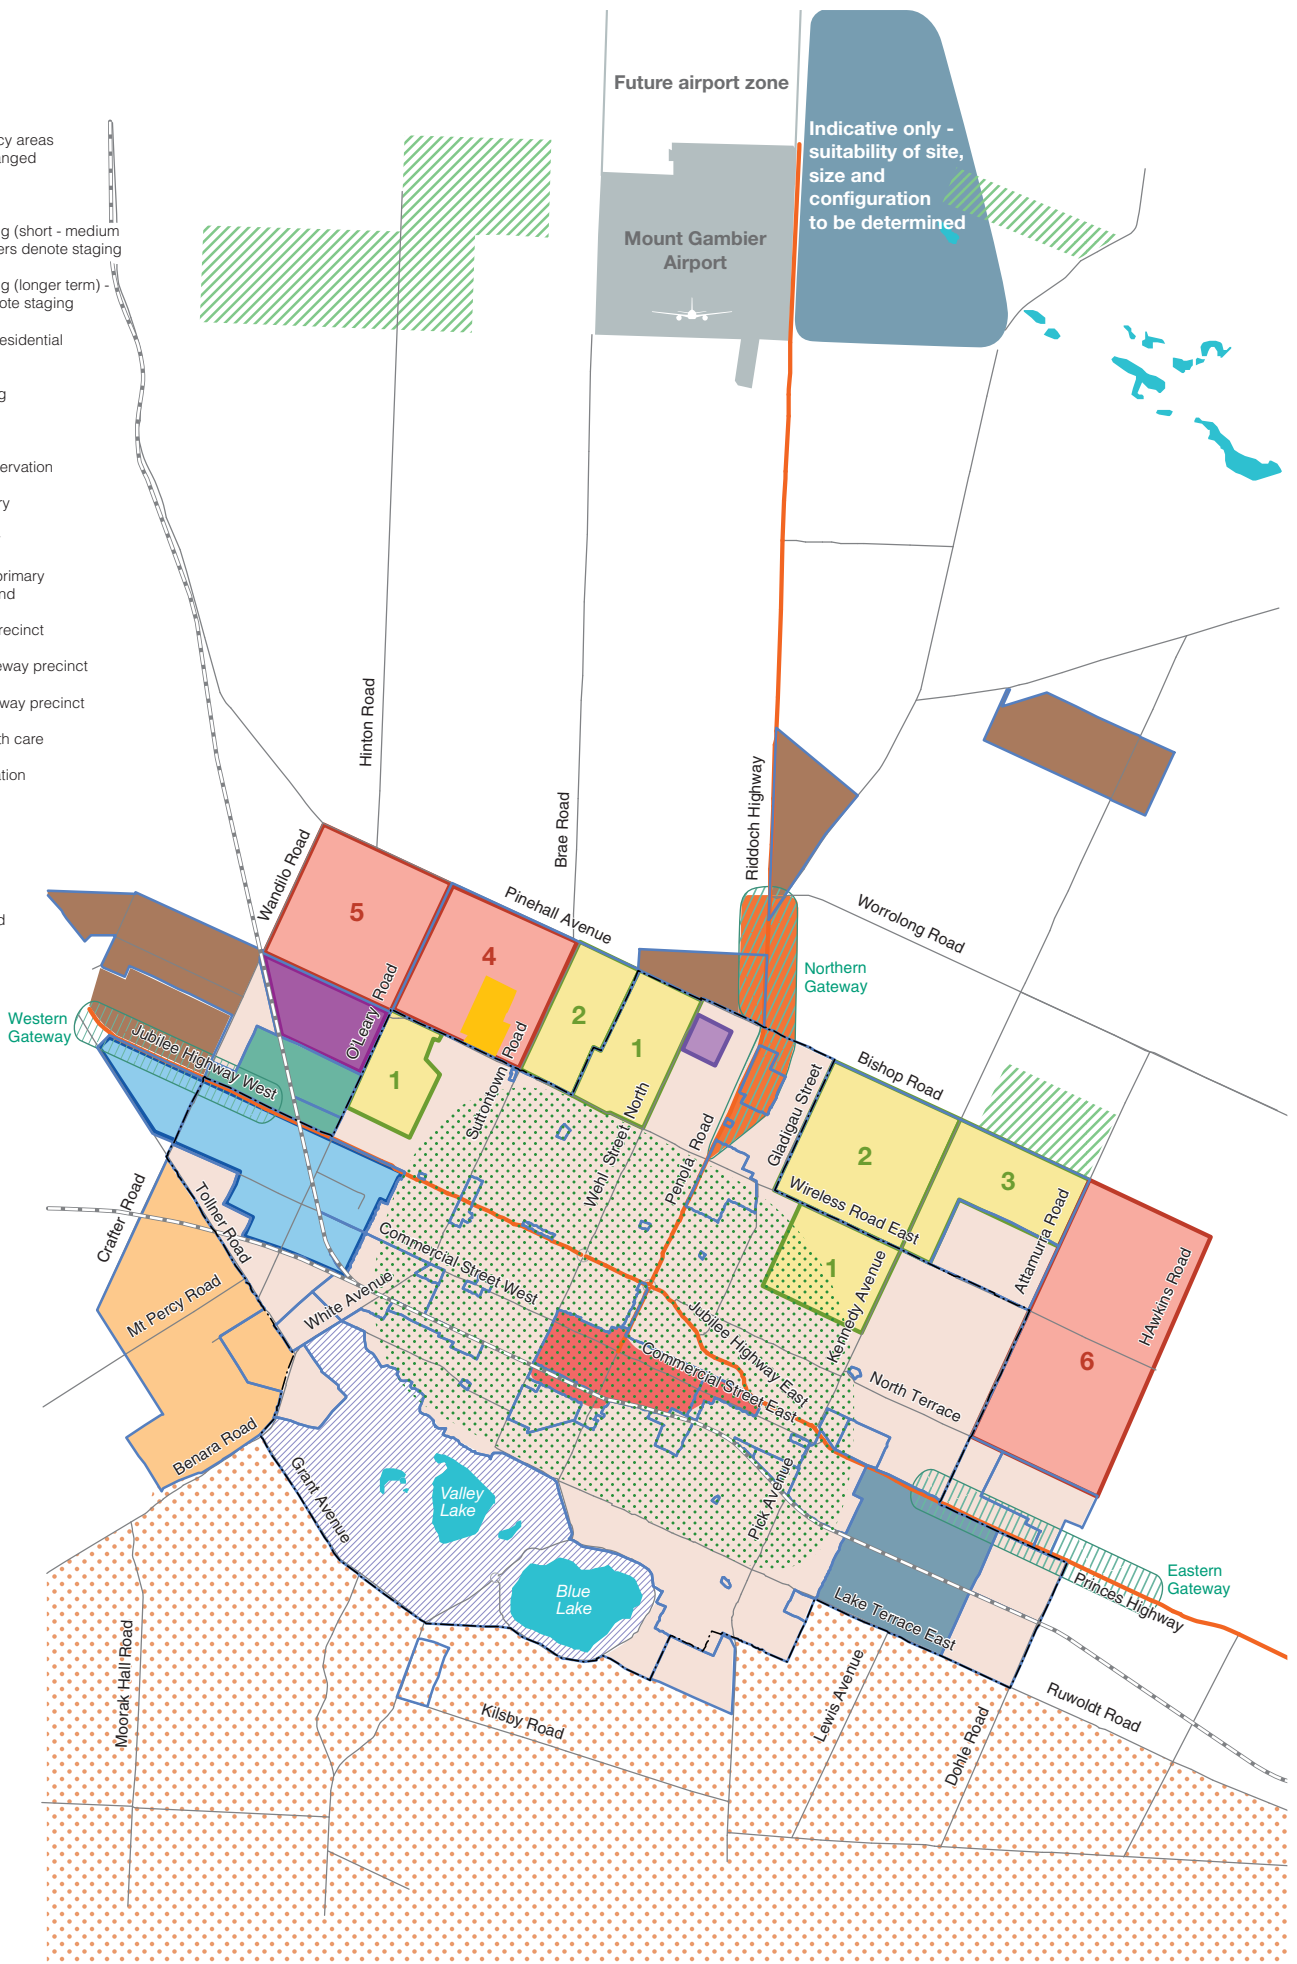 Future airport zone
Indicative only -
suitability of site,
size and
configuration
to be determined
Mount Gambier
Airport
cy areas
anged
g (short - medium
ers denote staging
g (longer term) -
ote staging
esidential
g
ervation
ry
primary
nd
recinct
eway precinct
way precinct
th care
ation
d
Hinton Road
Brae Road
Riddoch Highway
Wandilo Road
Pinehall Avenue
Worrolong Road
5
4
2
1
Northern
Gateway
Western
Gateway
Jubilee Highway West
O'Leary Road
1
Suttontown Road
Wehl Street North
Penola Road
Gladigau Street
Bishop Road
2
3
Wireless Road East
1
Kennedy Avenue
Attamurra Road
HAwkins Road
6
Crafter Road
Tollner Road
Mt Percy Road
White Avenue
Commercial Street West
Jubilee Highway East
Commercial Street East
North Terrace
Benara Road
Grant Avenue
Valley
Lake
Blue
Lake
Pick Avenue
Eastern
Gateway
Princes Highway
Lake Terrace East
Moorak Hall Road
Kilsby Road
Lewis Avenue
Dohle Road
Ruwoldt Road